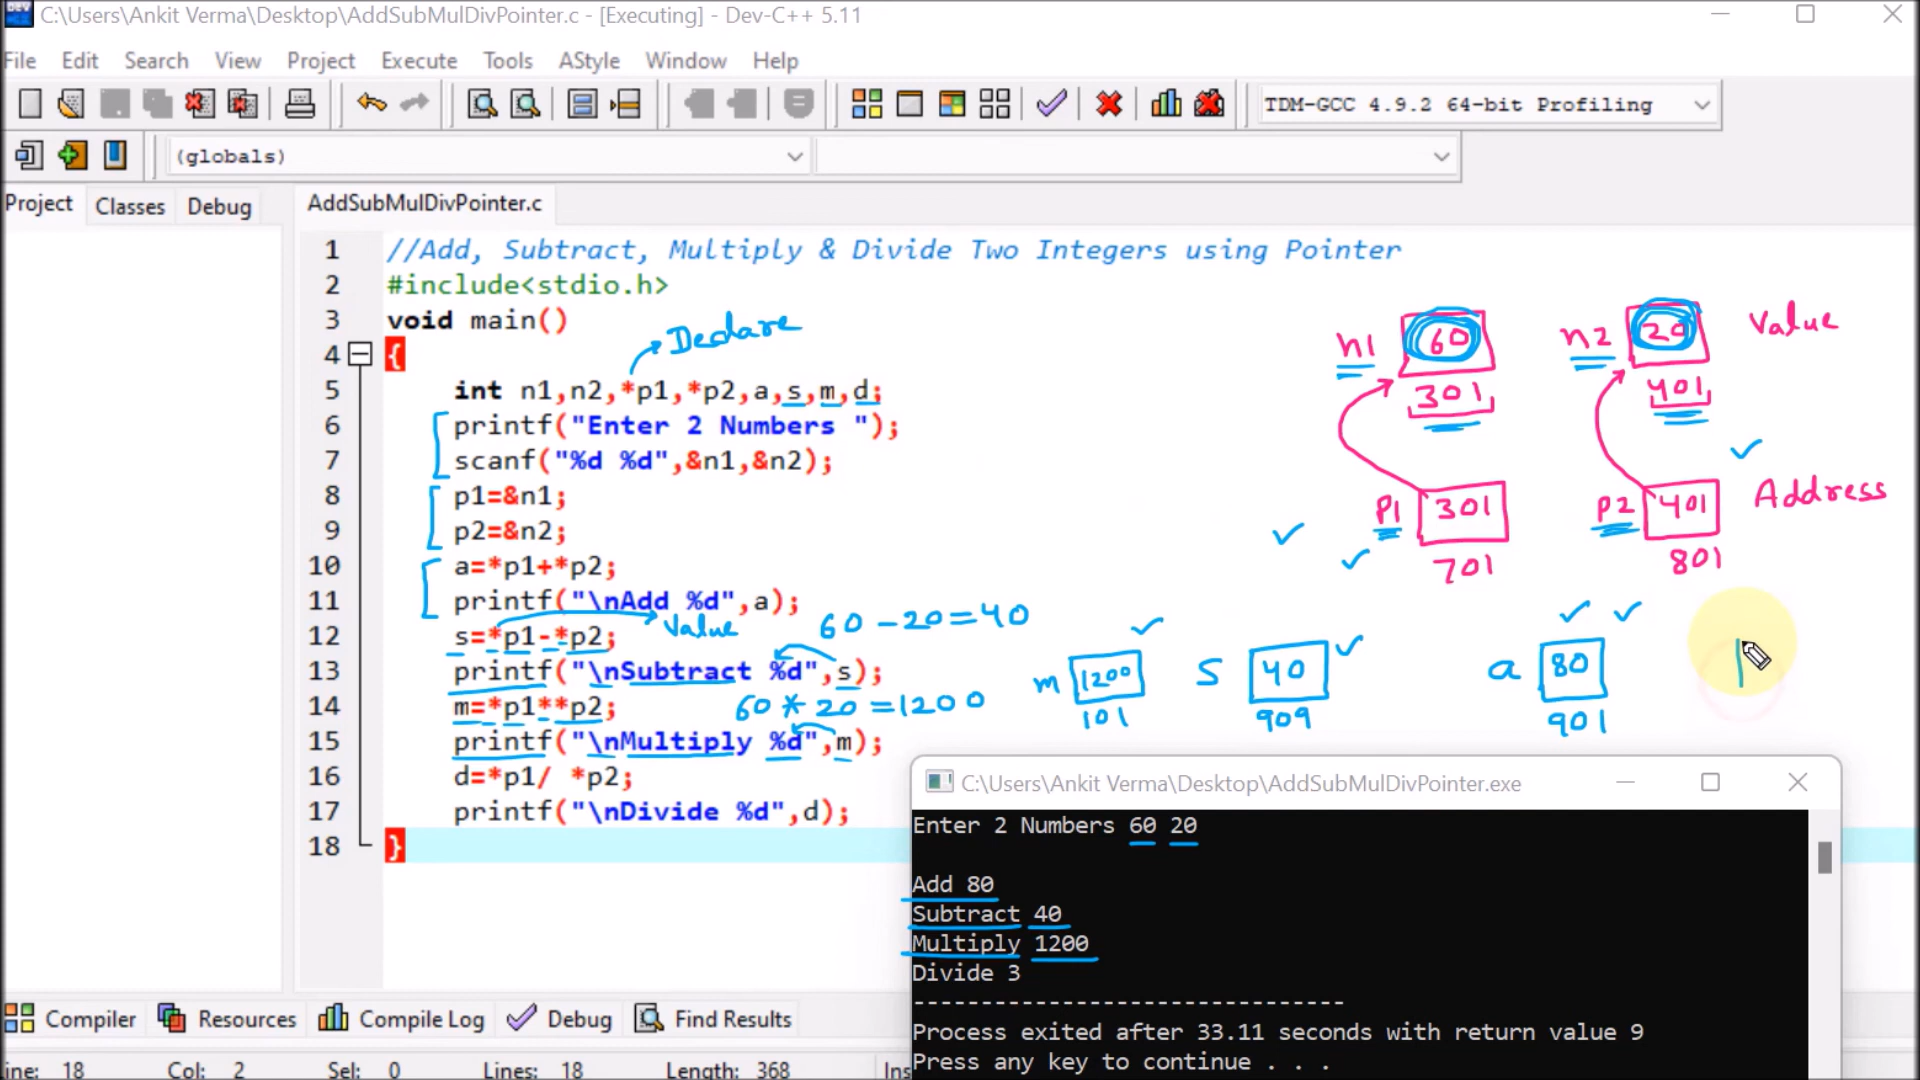 C:\Users\Ankit Verma\Desktop\AddSubMulDivPointer.c - [Executing] - Dev-C++ 5.11
File Edit Search View Project Execute Tools AStyle Window Help
TDM-GCC 4.9.2 64-bit Profiling
(globals)
Project Classes Debug AddSubMulDivPointer.c
1 //Add, Subtract, Multiply & Divide Two Integers using Pointer
2 #include<stdio.h>
3 void main()
4 {
Declare
5 int n1,n2,*p1,*p2,a,s,m,d;
6 printf("Enter 2 Numbers ");
7 scanf("%d %d",&n1,&n2);
8 p1=&n1;
9 p2=&n2;
10 a=*p1+*p2;
11 printf("\nAdd %d",a);
12 s=*p1-*p2;
13 printf("\nSubtract %d",s);
14 m=*p1**p2;
15 printf("\nMultiply %d",m);
16 d=*p1/ *p2;
17 printf("\nDivide %d",d);
18 }
Value
60 - 20 = 40
60 * 20 = 1200
n1 60 n2 20 Value
301 401
P1 301 P2 401 Address
701 801
m 1200 S 40 a 80
101 909 901
C:\Users\Ankit Verma\Desktop\AddSubMulDivPointer.exe
Enter 2 Numbers 60 20
Add 80
Subtract 40
Multiply 1200
Divide 3
--------------------------------
Process exited after 33.11 seconds with return value 9
Press any key to continue . . .
Compiler Resources Compile Log Debug Find Results
Line: 18 Col: 2 Sel: 0 Lines: 18 Length: 368 Ins